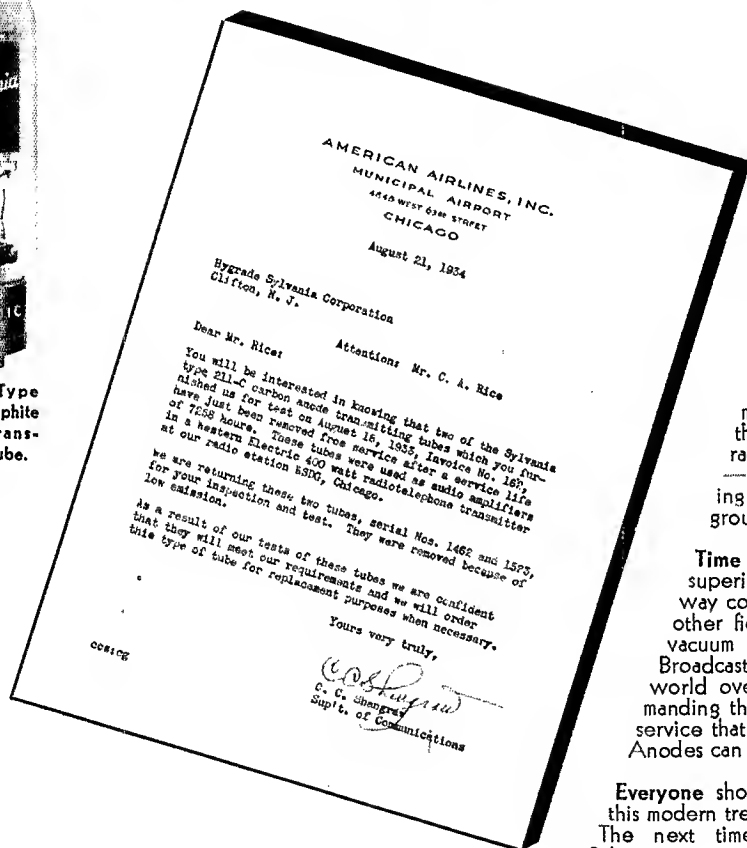 Type
phite
rans-
ube.
AMERICAN AIRLINES, INC.
MUNICIPAL AIRPORT
4848 WEST 63RD STREET
CHICAGO
August 21, 1934
Hygrade Sylvania Corporation
Clifton, N. J.
Attention: Mr. C. A. Rice
Dear Mr. Rice:
You will be interested in knowing that two of the Sylvania
type 211-C carbon anode transmitting tubes which you fur-
nished us for test on August 16, 1933, Invoice No.
have just been removed from service after a service life
of 7258 hours. These tubes were used as audio amplifiers
in a Western Electric 400 watt radiotelephone transmitter
at our radio station KSDG, Chicago.
We are returning these two tubes, serial Nos. 1462 and 1523,
for your inspection and test. They were removed because of
low emission.
As a result of our tests of these tubes we are confident
that they will meet our requirements and we will order
this type of tube for replacement purposes when necessary.
Yours very truly,
C. C. Shangraw
Sup't. of Communications
ccs:cg
th
ra
ing
grou
Time
superi
way co
other fie
vacuum
Broadcast
world ove
manding th
service that
Anodes can
Everyone sho
this modern tre
The next time